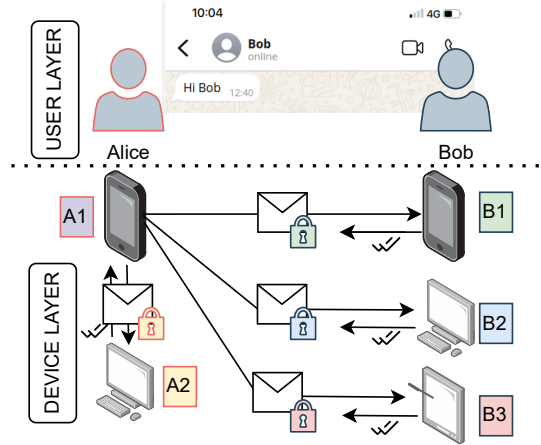 10:04
4G
Bob
online
Hi Bob 12:40
USER LAYER
Alice
Bob
A1
B1
DEVICE LAYER
B2
A2
B3